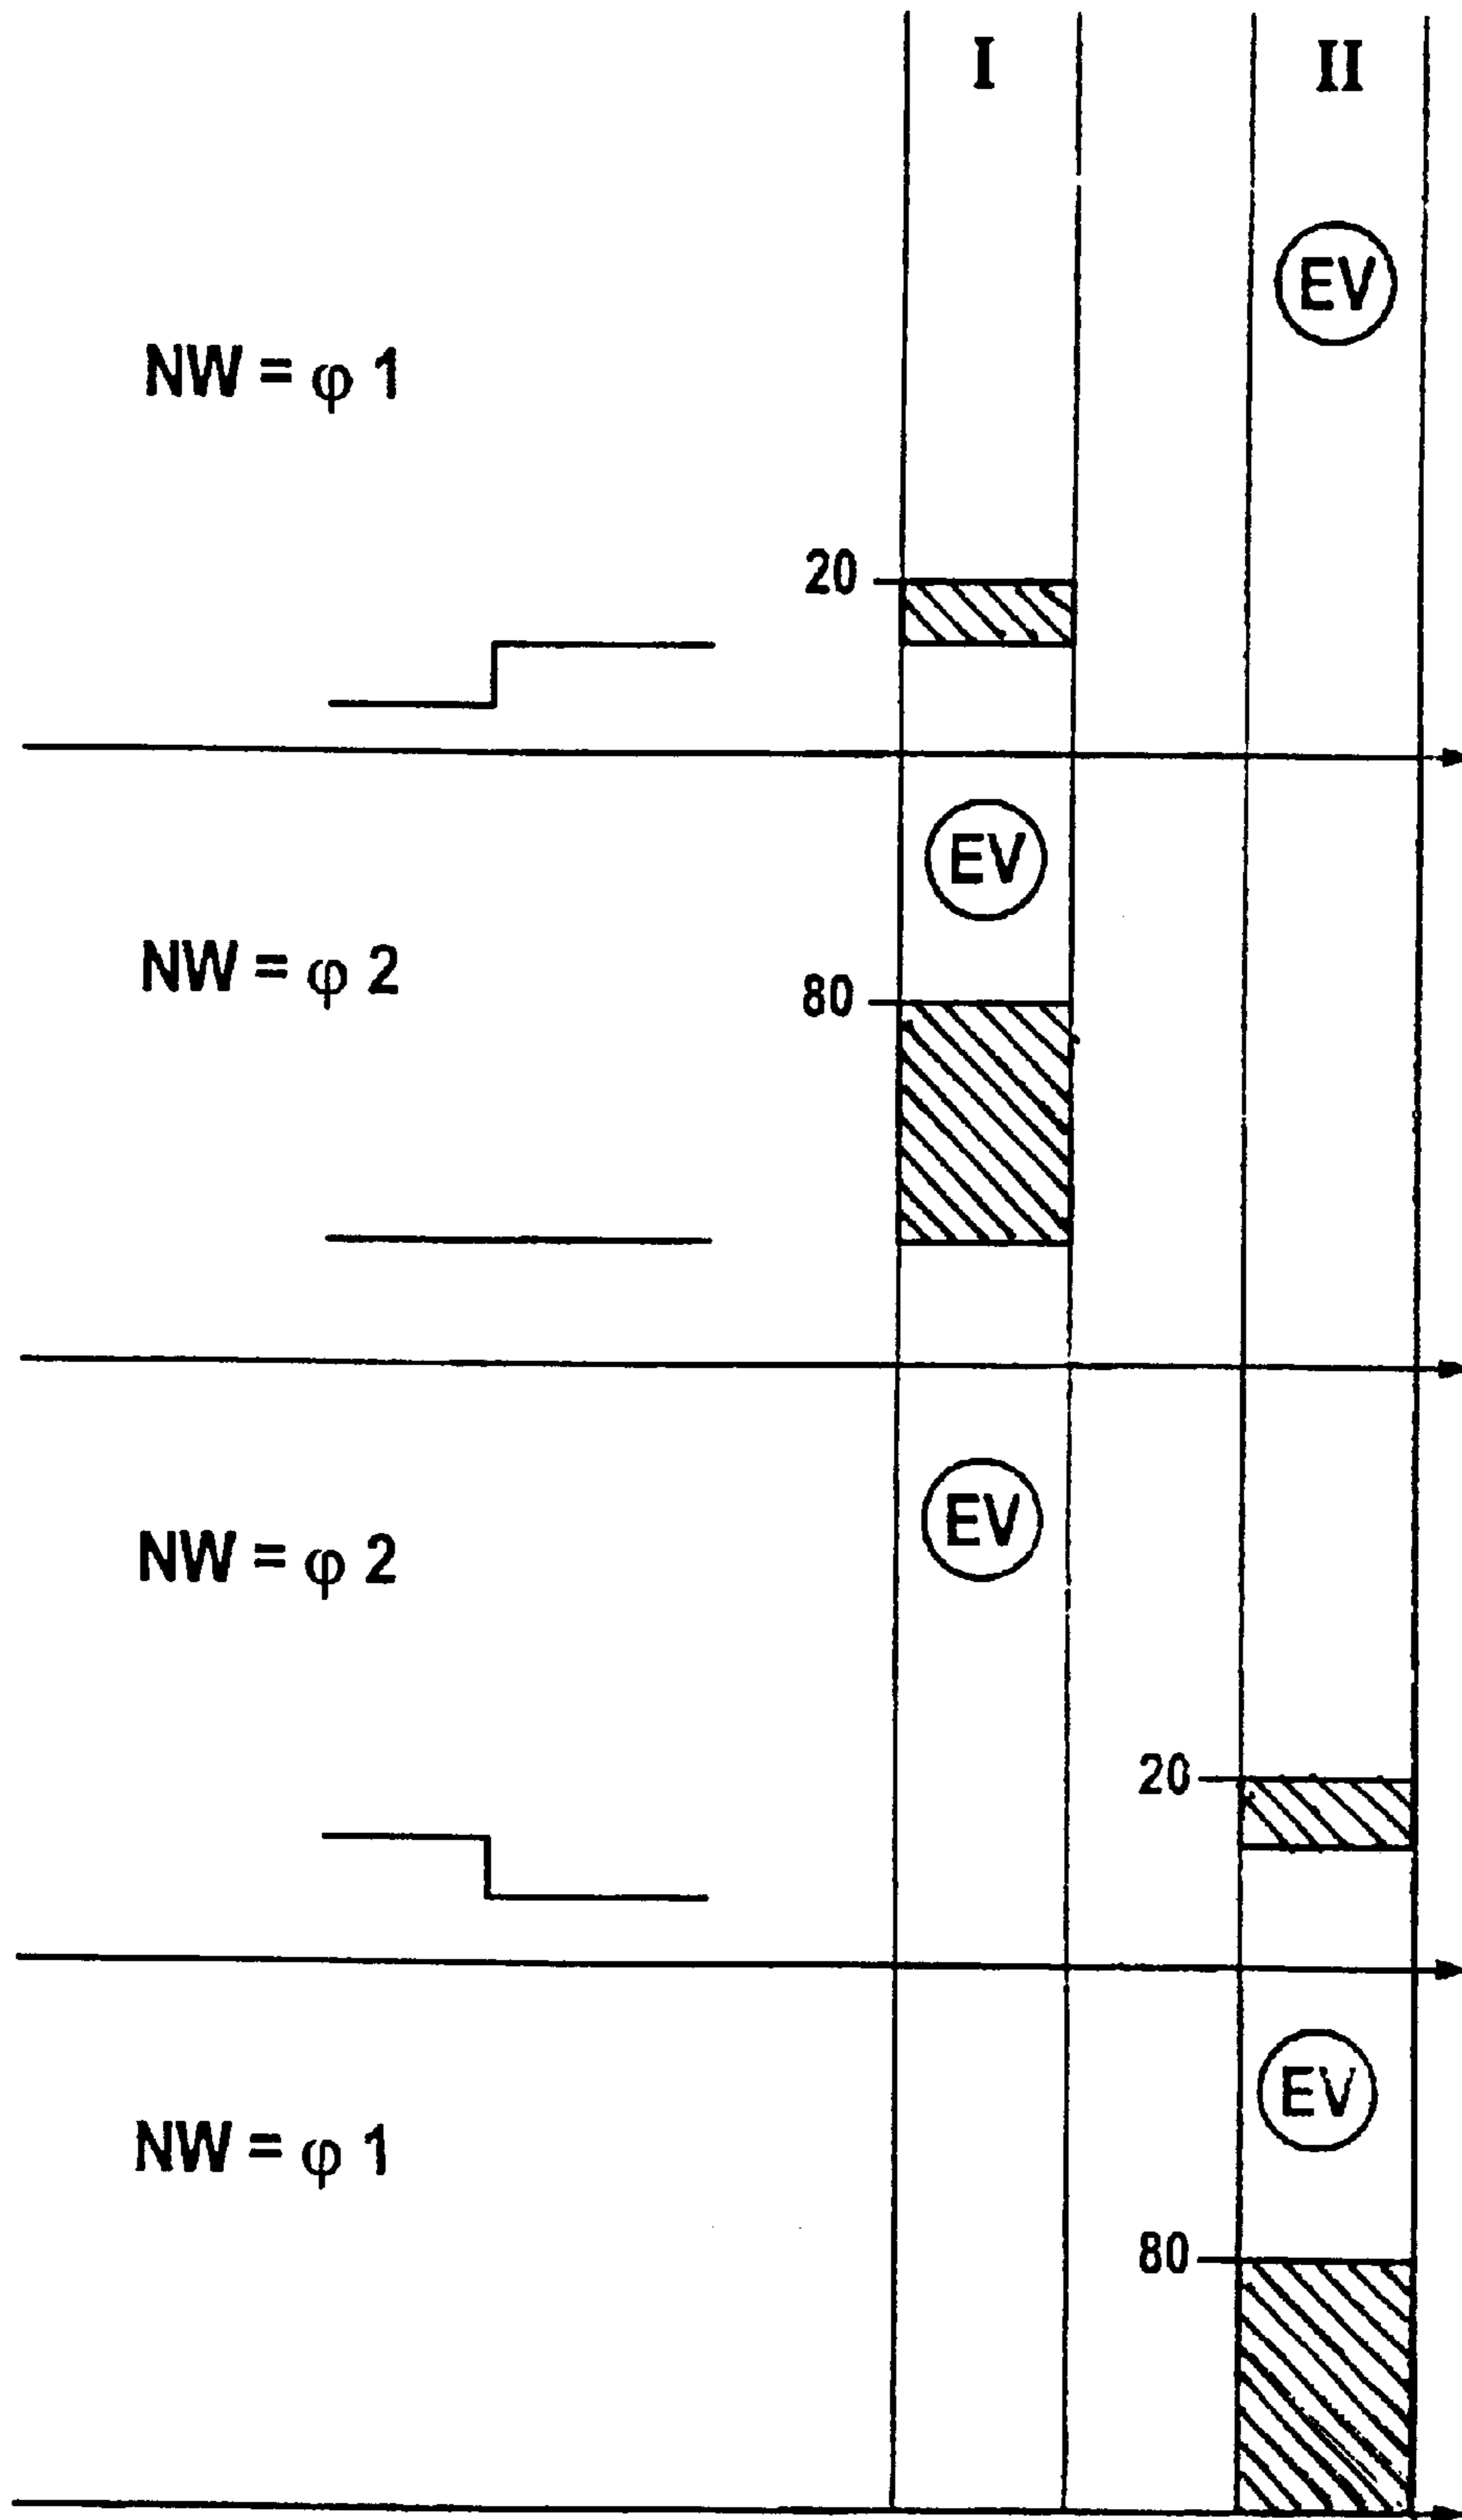 I II
EV
NW = φ 1
20
EV
NW = φ 2
80
EV
NW = φ 2
20
EV
NW = φ 1
80